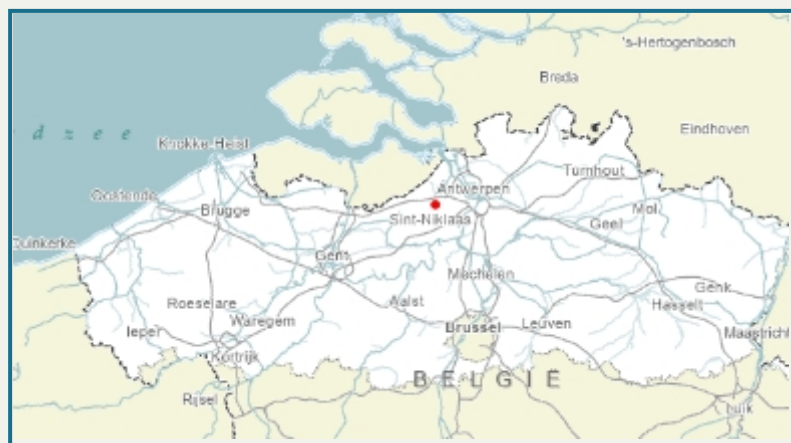 's-Hertogenbosch
Breda
d z e e
Eindhoven
Knokke-Heist
Turnhout
Antwerpen
Oostende
Brugge
Mol
Sint-Niklaas
Geel
Duinkerke
Gent
Mechelen
Genk
Roeselare
Aalst
Hasselt
Waregem
Ieper
Brussel
Leuven
Maastricht
Kortrijk
BELGIË
Rijsel
Luik